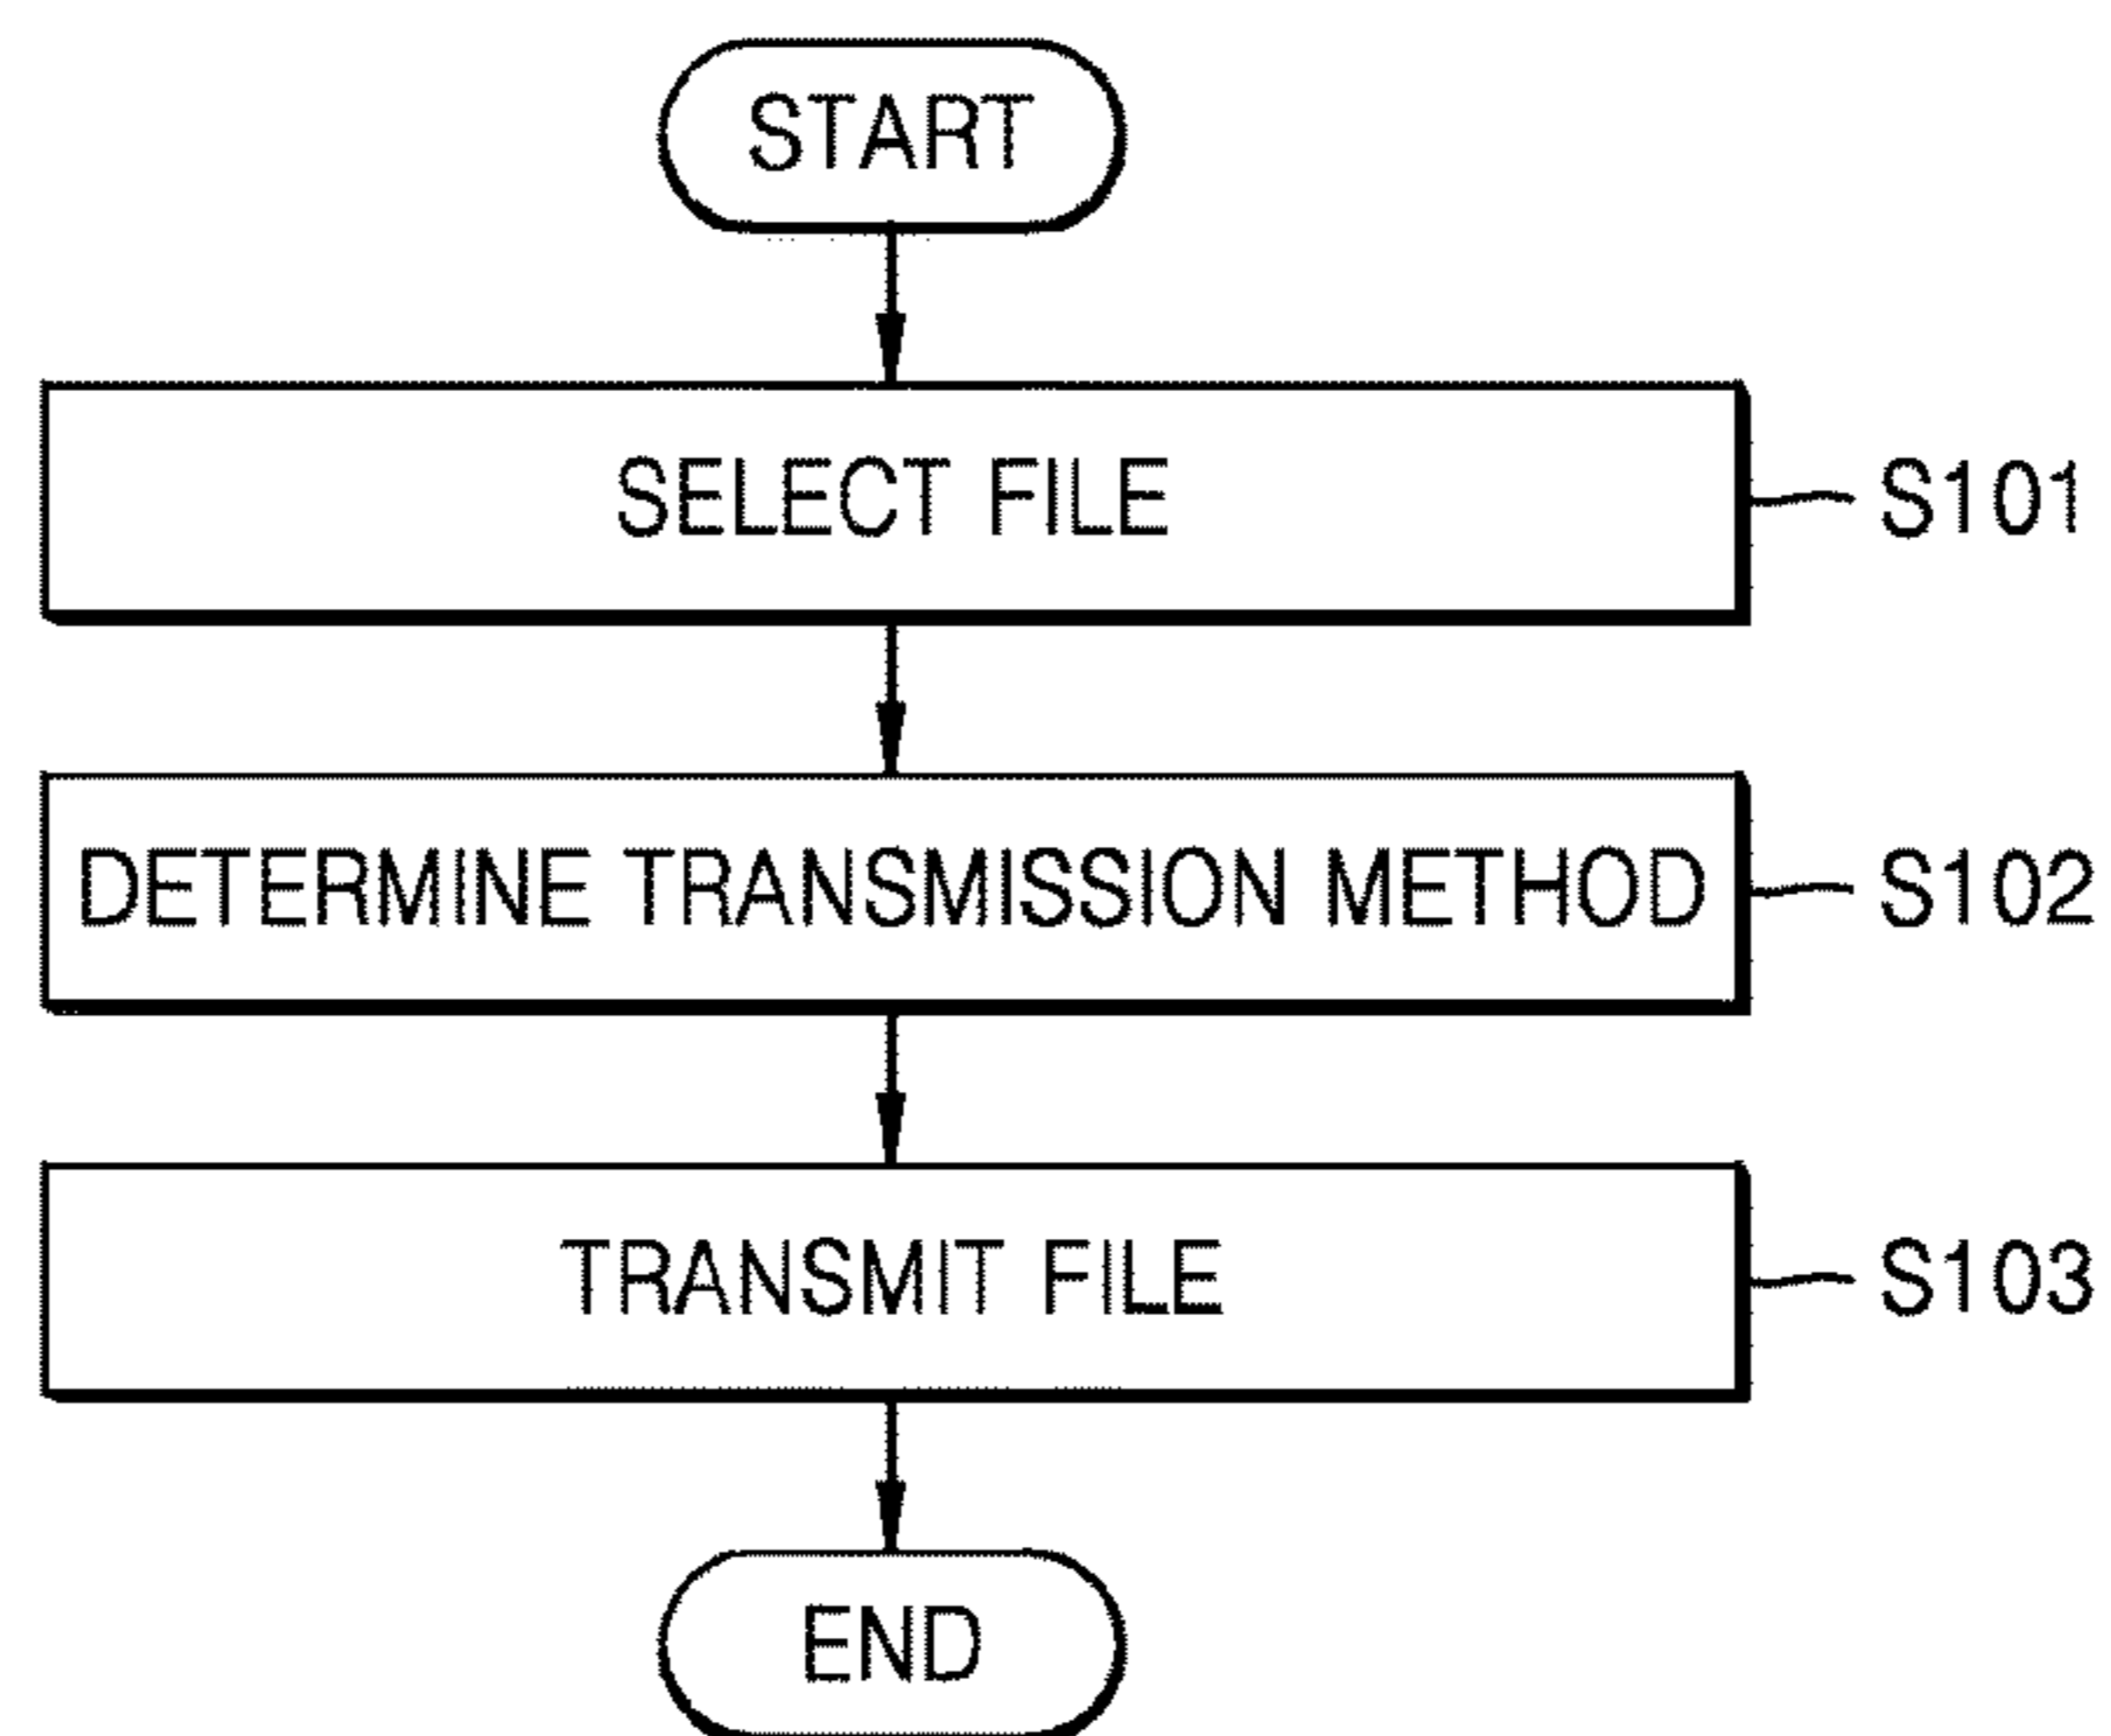 START
SELECT FILE
S101
DETERMINE TRANSMISSION METHOD
S102
TRANSMIT FILE
S103
END